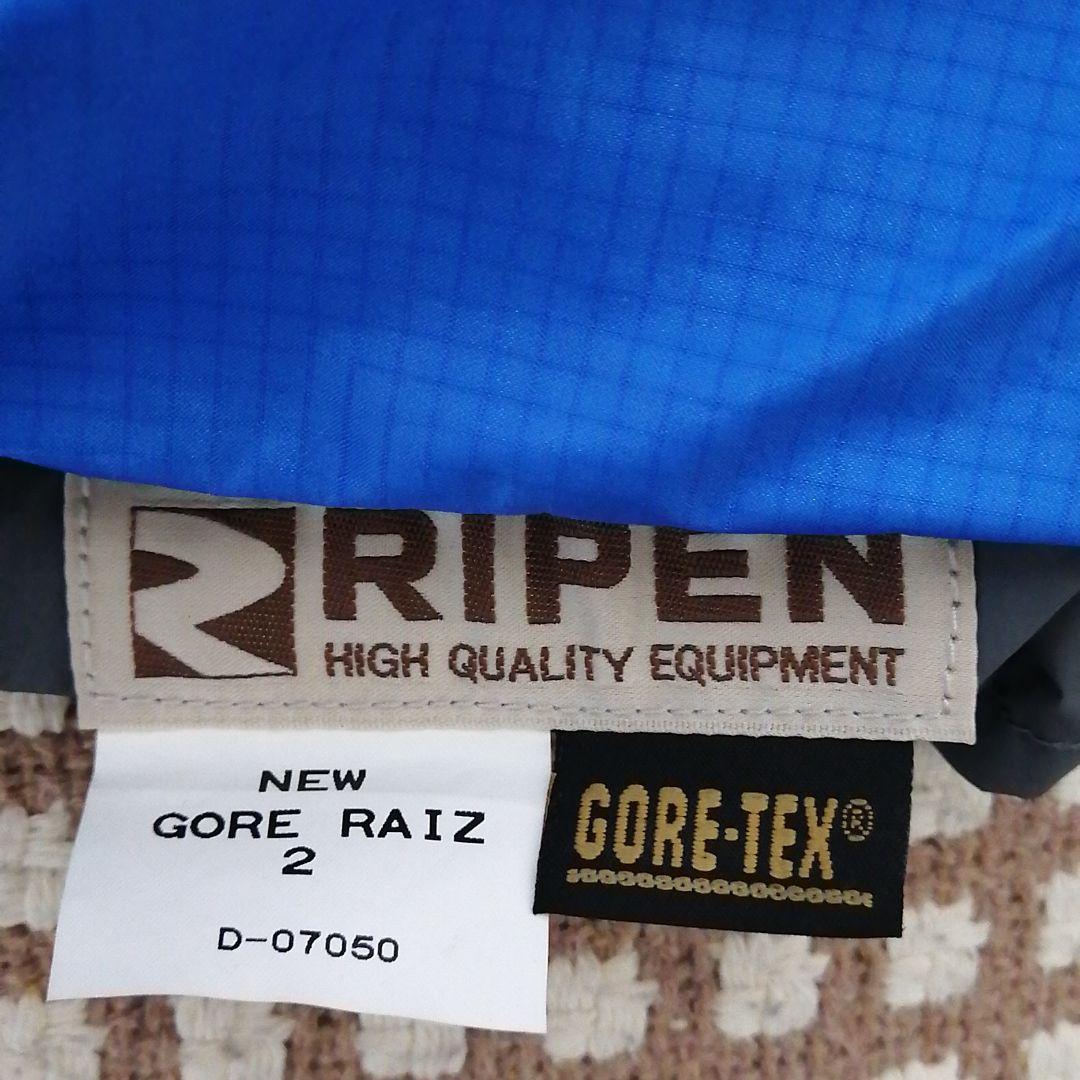 RIPEN
HIGH QUALITY EQUIPMENT
NEW
GORE RAIZ
2
D-07050
GORE-TEX®